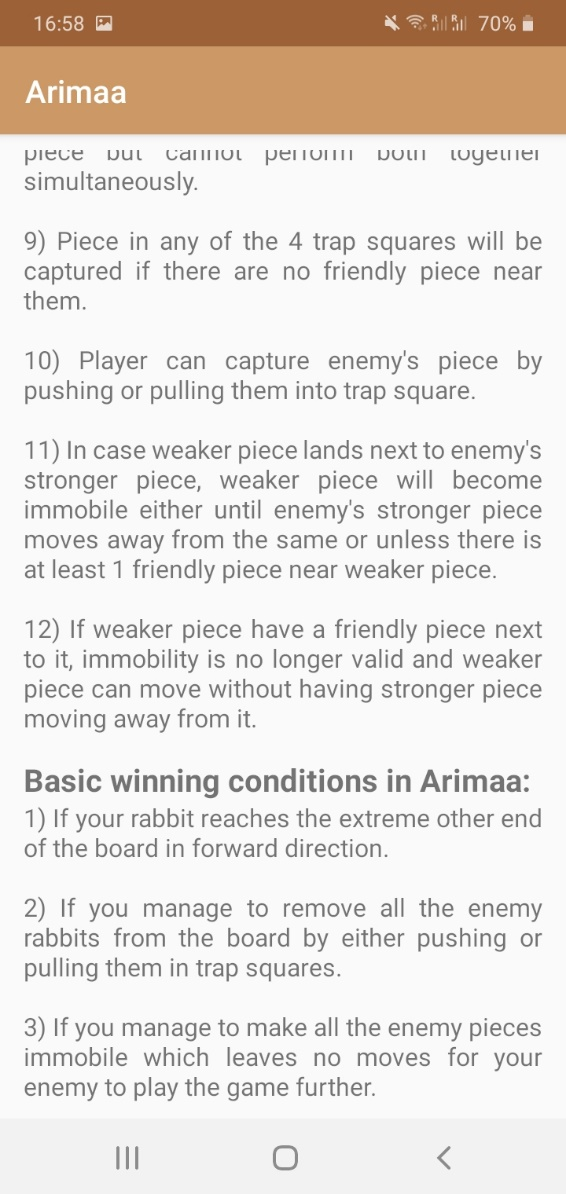 16:58
70%
Arimaa
piece but cannot perform both together
simultaneously.
9) Piece in any of the 4 trap squares will be
captured if there are no friendly piece near
them.
10) Player can capture enemy's piece by
pushing or pulling them into trap square.
11) In case weaker piece lands next to enemy's
stronger piece, weaker piece will become
immobile either until enemy's stronger piece
moves away from the same or unless there is
at least 1 friendly piece near weaker piece.
12) If weaker piece have a friendly piece next
to it, immobility is no longer valid and weaker
piece can move without having stronger piece
moving away from it.
Basic winning conditions in Arimaa:
1) If your rabbit reaches the extreme other end
of the board in forward direction.
2) If you manage to remove all the enemy
rabbits from the board by either pushing or
pulling them in trap squares.
3) If you manage to make all the enemy pieces
immobile which leaves no moves for your
enemy to play the game further.